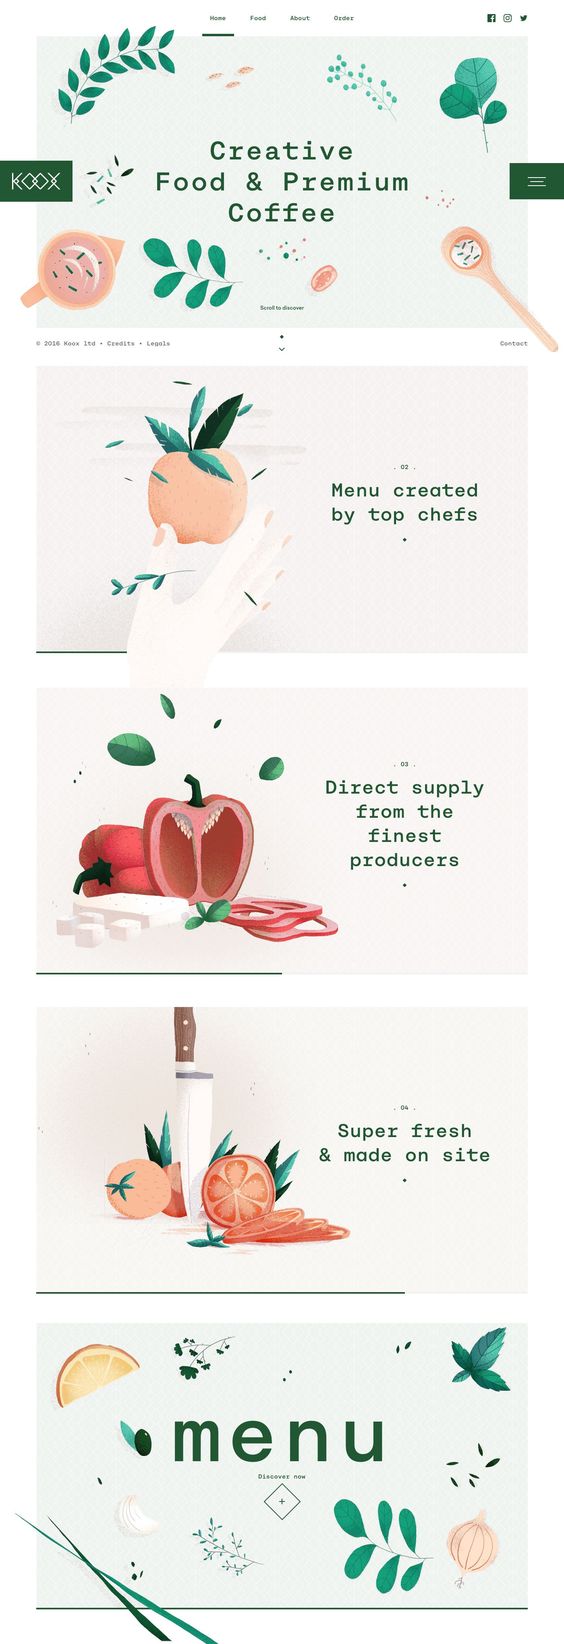 Home Food About Order
KOOX
Creative
Food & Premium
Coffee
Scroll to discover
© 2016 Koox ltd • Credits • Legals
Contact
. 02 .
Menu created
by top chefs
. 03 .
Direct supply
from the
finest
producers
. 04 .
Super fresh
& made on site
menu
Discover now
+